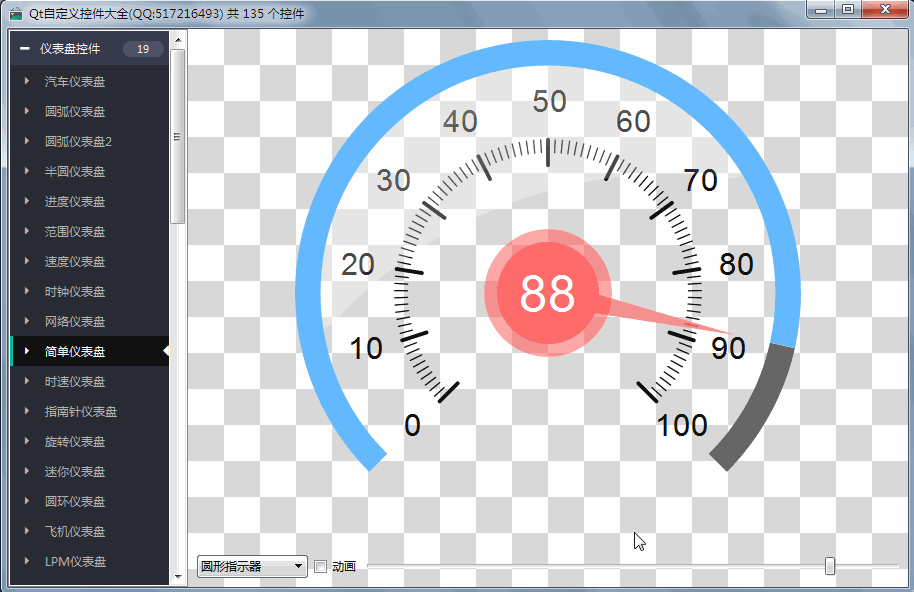 Qt自定义控件大全(QQ:517216493) 共 135 个控件
仪表盘控件 19
汽车仪表盘
圆弧仪表盘
圆弧仪表盘2
半圆仪表盘
进度仪表盘
范围仪表盘
速度仪表盘
时钟仪表盘
网络仪表盘
简单仪表盘
时速仪表盘
指南针仪表盘
旋转仪表盘
迷你仪表盘
圆环仪表盘
飞机仪表盘
LPM仪表盘
0
10
20
30
40
50
60
70
80
90
100
88
圆形指示器
动画